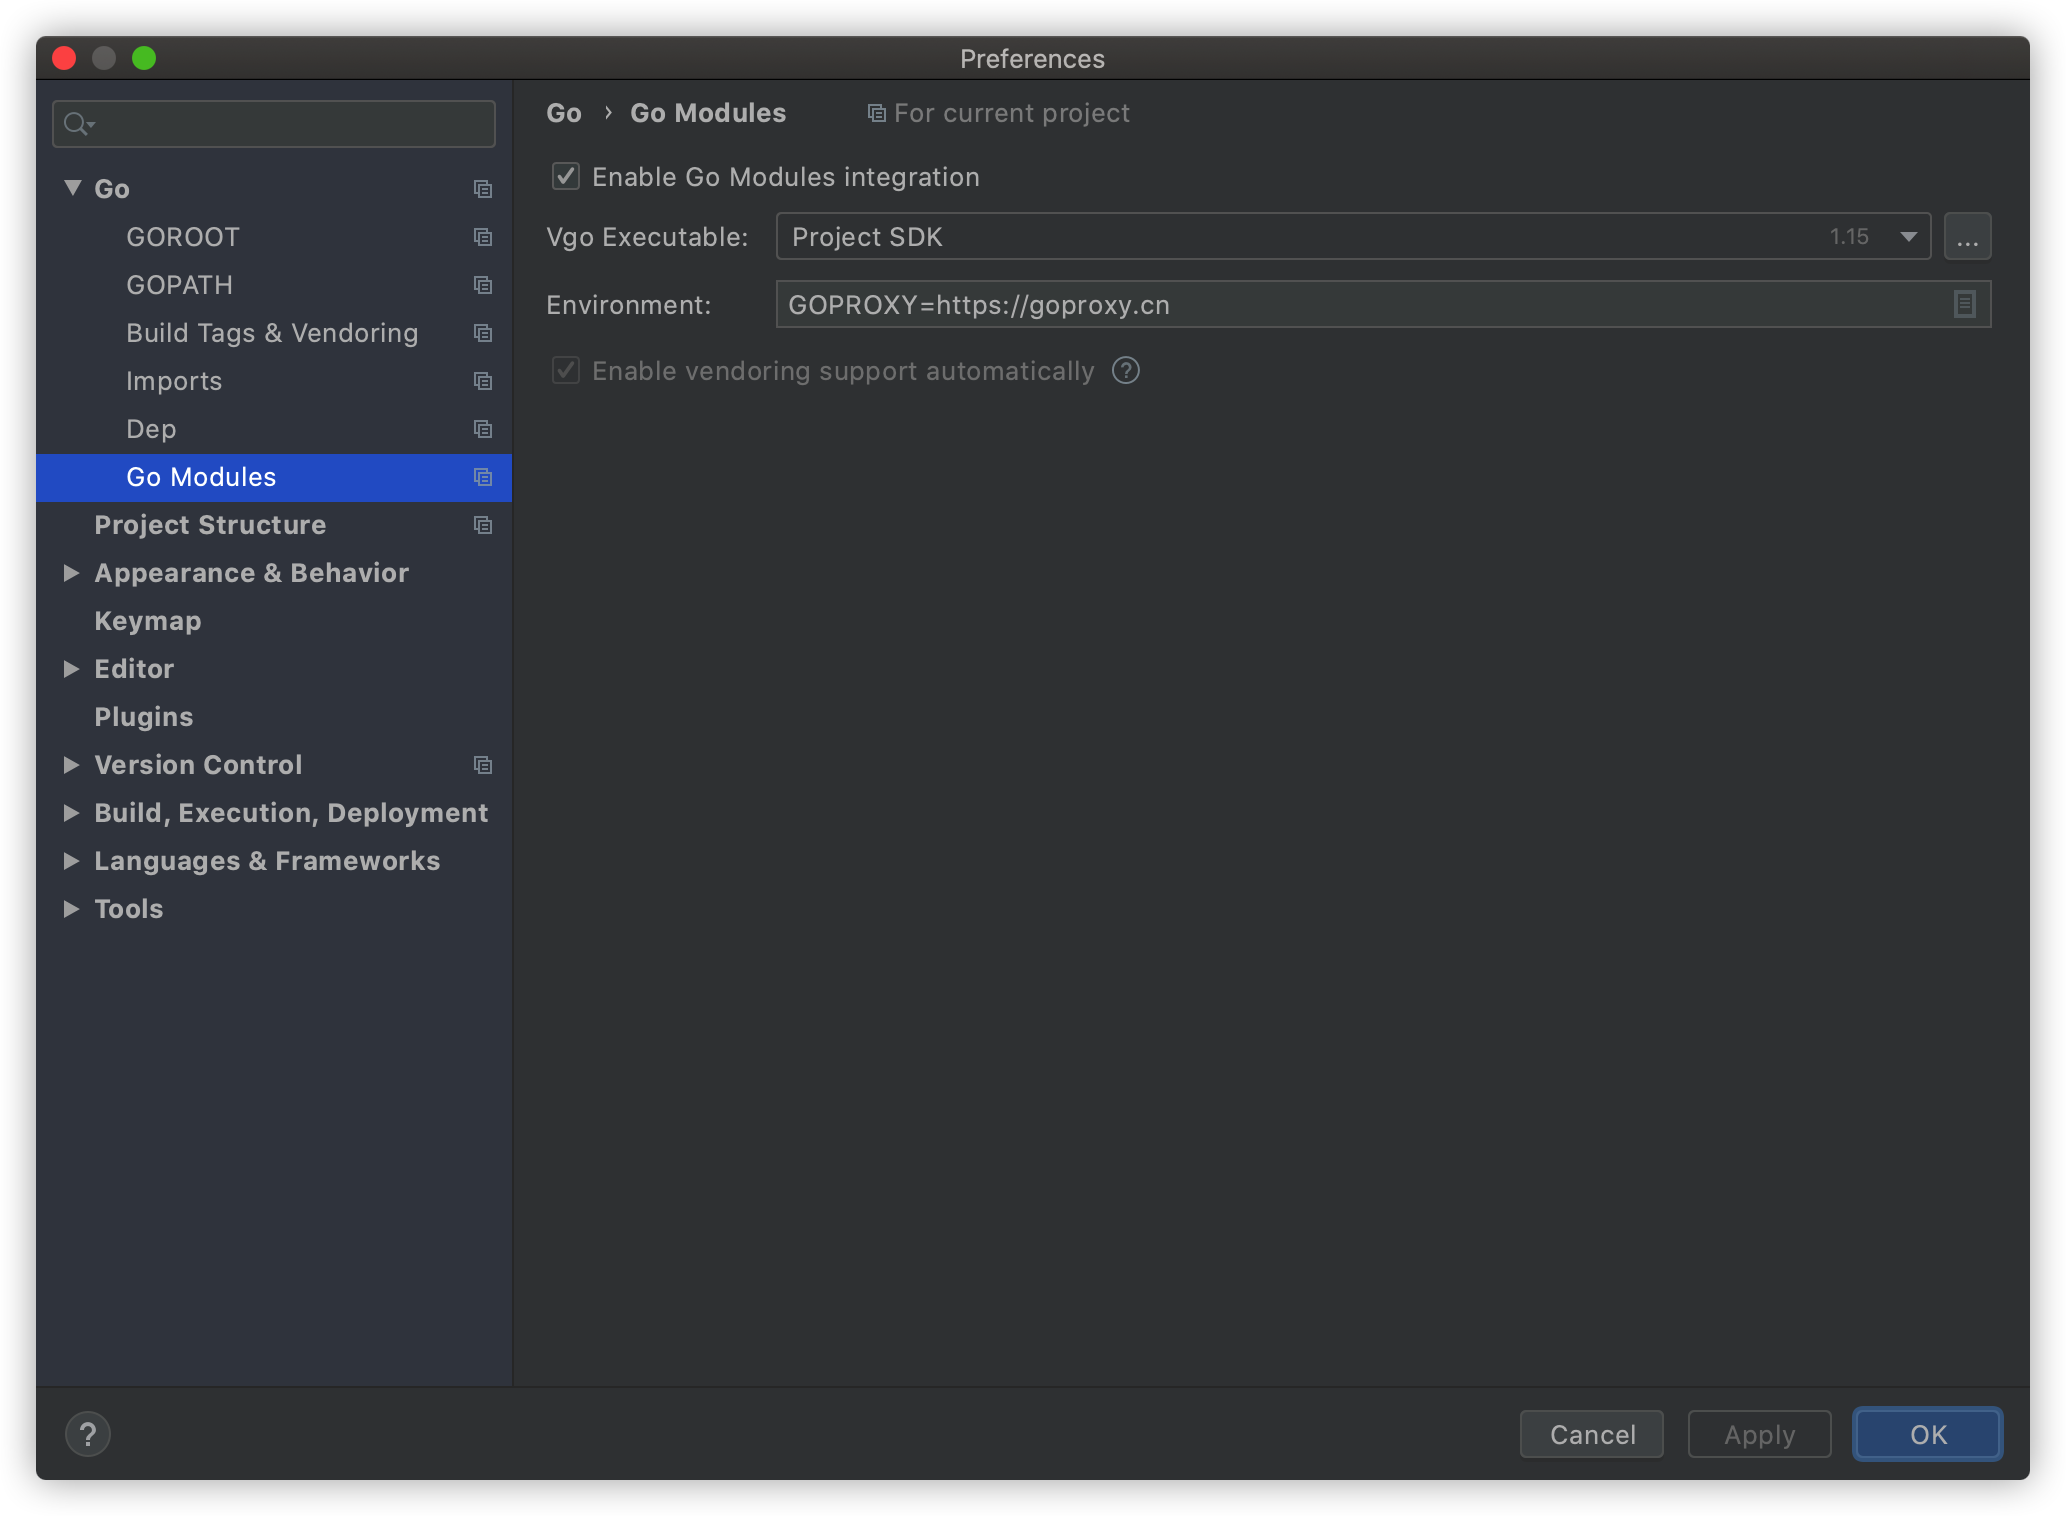 Preferences
Go
GOROOT
GOPATH
Build Tags & Vendoring
Imports
Dep
Go Modules
Project Structure
Appearance & Behavior
Keymap
Editor
Plugins
Version Control
Build, Execution, Deployment
Languages & Frameworks
Tools
Go › Go Modules For current project
Enable Go Modules integration
Vgo Executable: Project SDK 1.15 ...
Environment: GOPROXY=https://goproxy.cn
Enable vendoring support automatically ?
? Cancel Apply OK